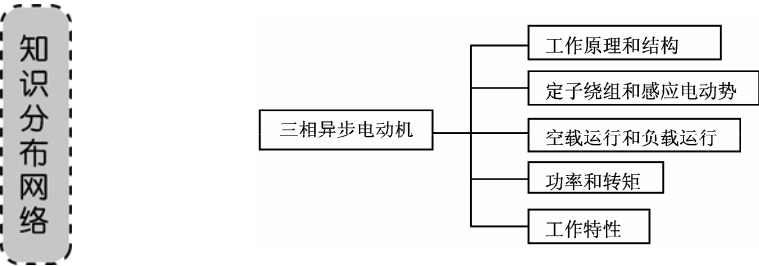 知识分布网络
三相异步电动机
工作原理和结构
定子绕组和感应电动势
空载运行和负载运行
功率和转矩
工作特性